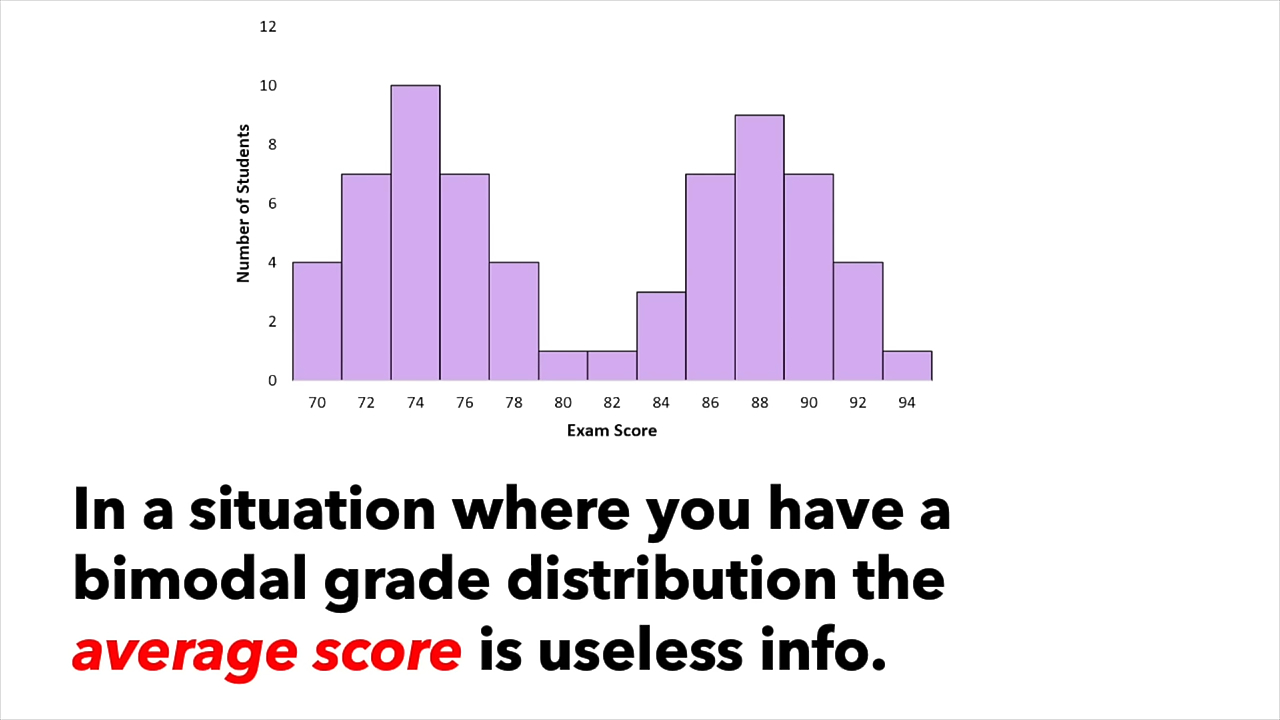 12
10
8
6
4
2
0
Number of Students
70 72 74 76 78 80 82 84 86 88 90 92 94
Exam Score
In a situation where you have a
bimodal grade distribution the
average score is useless info.